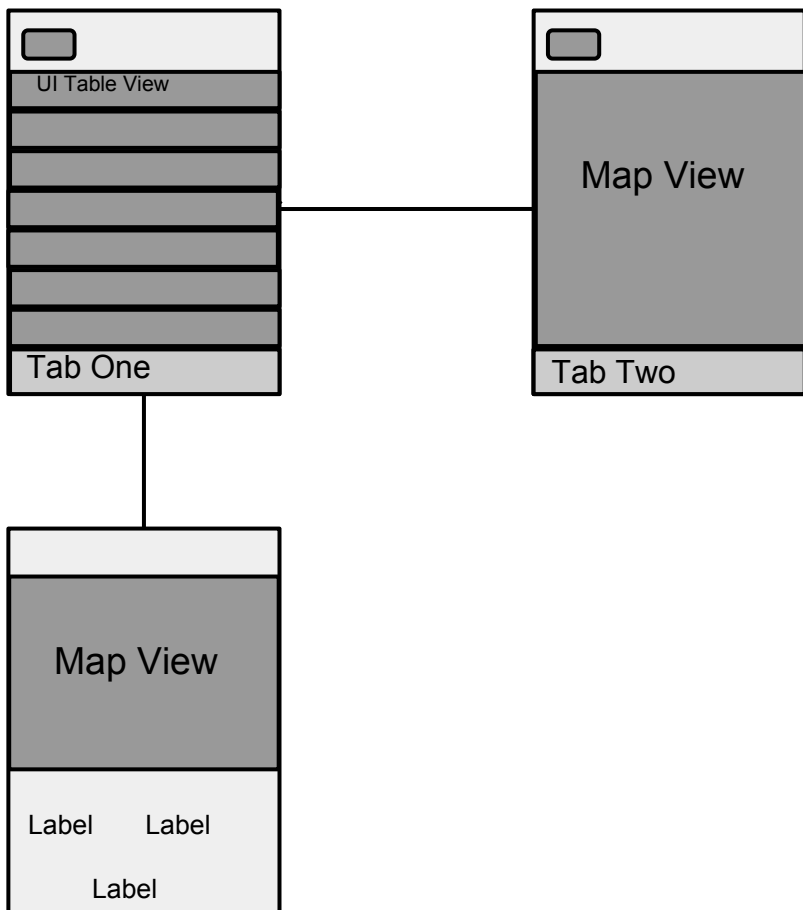 UI Table View
Map View
Tab One
Tab Two
Map View
Label Label
Label